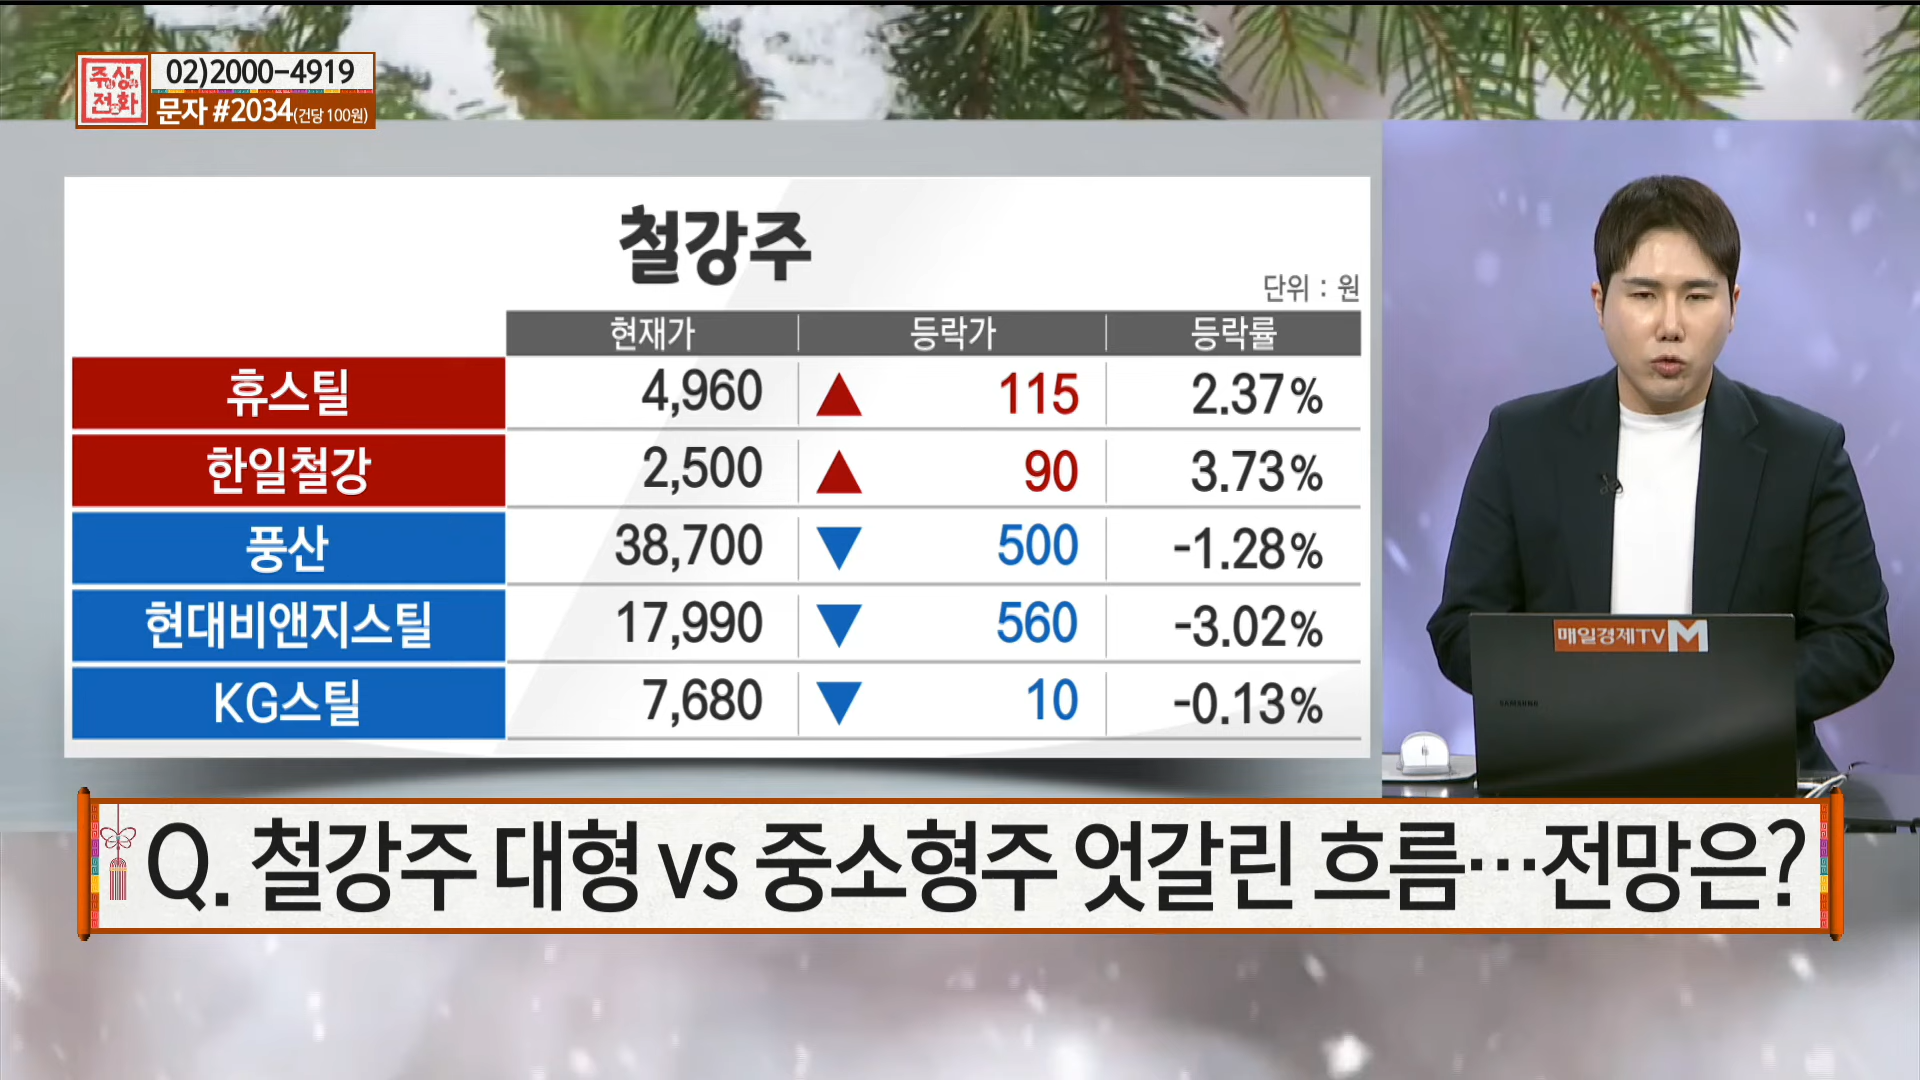 주상
전화
02)2000-4919
문자 #2034(건당 100원)
철강주
단위 : 원
현재가 등락가 등락률
휴스틸 4,960 ▲ 115 2.37%
한일철강 2,500 ▲ 90 3.73%
풍산 38,700 ▼ 500 -1.28%
현대비앤지스틸 17,990 ▼ 560 -3.02%
KG스틸 7,680 ▼ 10 -0.13%
매일경제TV M
SAMSUNG
Q. 철강주 대형 vs 중소형주 엇갈린 흐름…전망은?